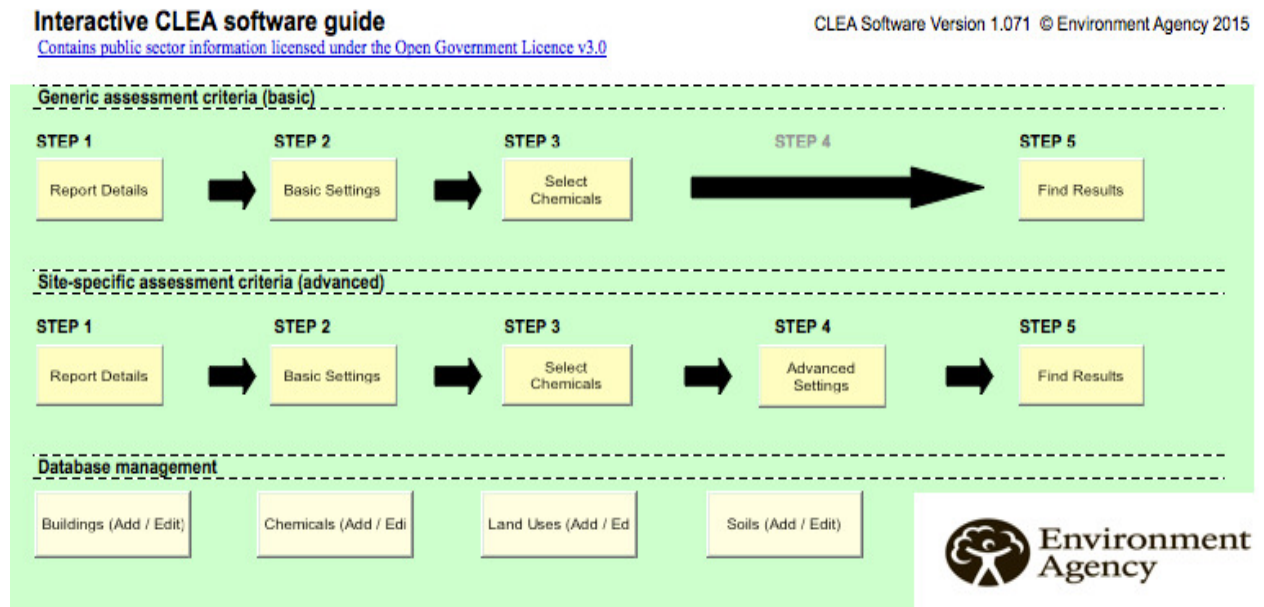 Interactive CLEA software guide
CLEA Software Version 1.071 © Environment Agency 2015
Contains public sector information licensed under the Open Government Licence v3.0
Generic assessment criteria (basic)
STEP 1
STEP 2
STEP 3
STEP 4
STEP 5
Report Details
Basic Settings
Select
Chemicals
Find Results
Site-specific assessment criteria (advanced)
STEP 1
STEP 2
STEP 3
STEP 4
STEP 5
Report Details
Basic Settings
Select
Chemicals
Advanced
Settings
Find Results
Database management
Buildings (Add / Edit)
Chemicals (Add / Edi
Land Uses (Add / Ed
Soils (Add / Edit)
Environment
Agency